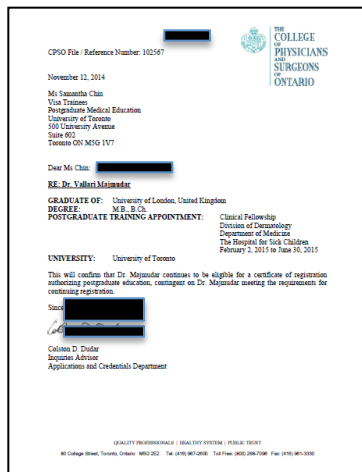 THE
COLLEGE
OF
PHYSICIANS
AND
SURGEONS
OF
ONTARIO
CPSO File / Reference Number: 102567
November 12, 2014
Ms Samantha Chin
Visa Trainees
Postgraduate Medical Education
University of Toronto
500 University Avenue
Suite 602
Toronto ON M5G 1V7
Dear Ms Chin:
RE: Dr. Vallari Majmudar
GRADUATE OF: University of London, United Kingdom
DEGREE: M.B., B.Ch.
POSTGRADUATE TRAINING APPOINTMENT: Clinical Fellowship
Division of Dermatology
Department of Medicine
The Hospital for Sick Children
February 2, 2015 to June 30, 2015
UNIVERSITY: University of Toronto
This will confirm that Dr. Majmudar continues to be eligible for a certificate of registration
authorizing postgraduate education, contingent on Dr. Majmudar meeting the requirements for
continuing registration.
Since
Colston D. Dudar
Inquiries Advisor
Applications and Credentials Department
QUALITY PROFESSIONALS | HEALTHY SYSTEM | PUBLIC TRUST
80 College Street, Toronto, Ontario M5G 2E2 Tel: (416) 967-2600 Toll Free: (800) 268-7096 Fax: (416) 961-3330